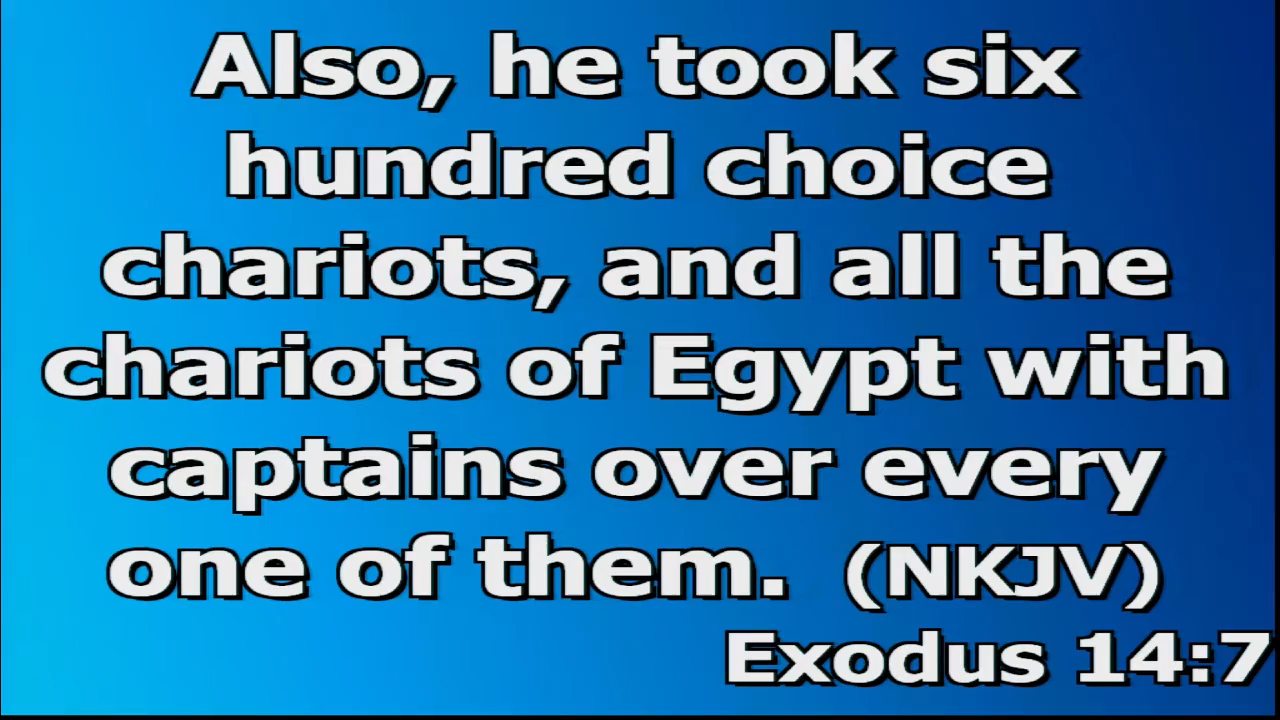 Also, he took six
hundred choice
chariots, and all the
chariots of Egypt with
captains over every
one of them. (NKJV)
Exodus 14:7